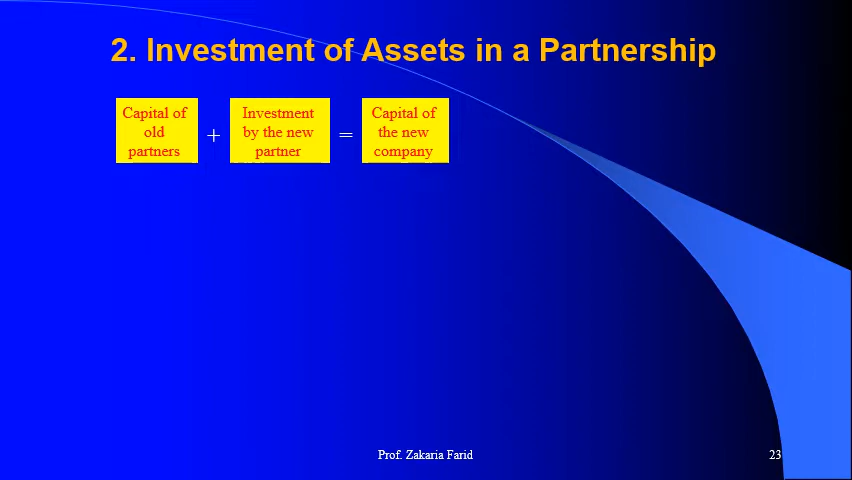 2. Investment of Assets in a Partnership
Capital of
old
partners
+
Investment
by the new
partner
=
Capital of
the new
company
Prof. Zakaria Farid
23